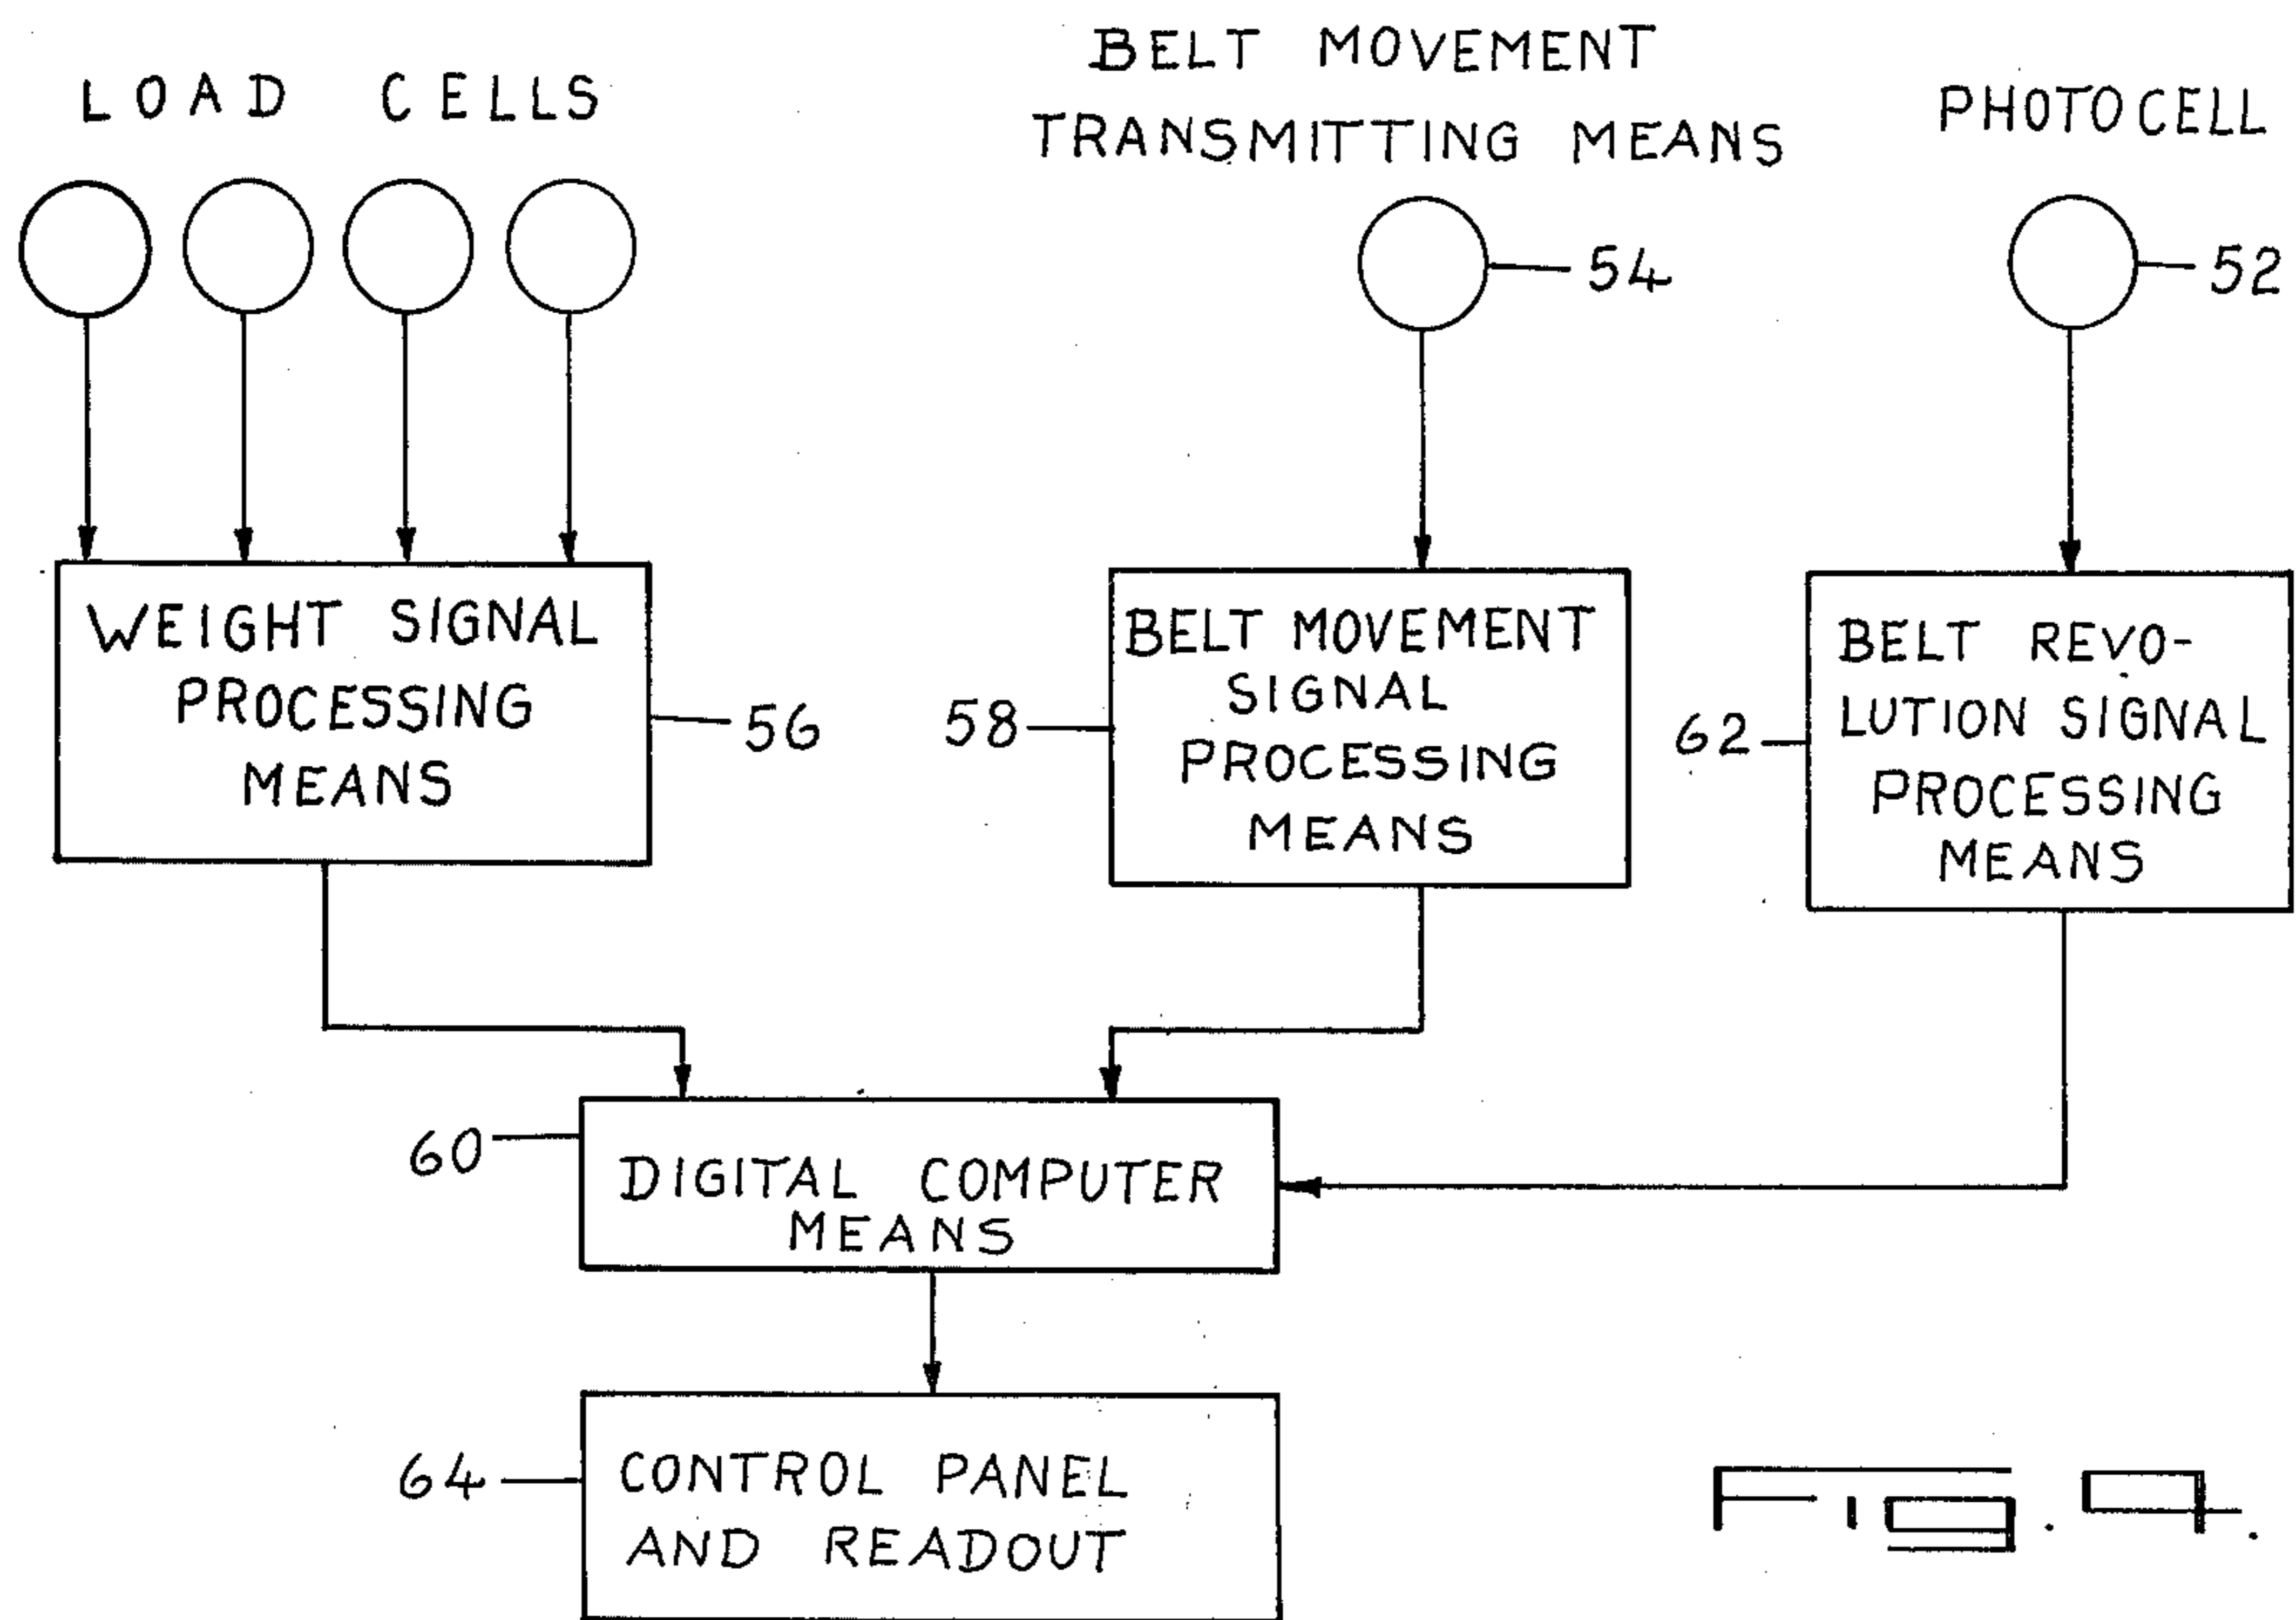 LOAD CELLS
BELT MOVEMENT
TRANSMITTING MEANS
PHOTOCELL
54
52
WEIGHT SIGNAL
PROCESSING
MEANS
56
58
BELT MOVEMENT
SIGNAL
PROCESSING
MEANS
62
BELT REVO-
LUTION SIGNAL
PROCESSING
MEANS
60
DIGITAL COMPUTER
MEANS
64
CONTROL PANEL
AND READOUT
Fig. 4.